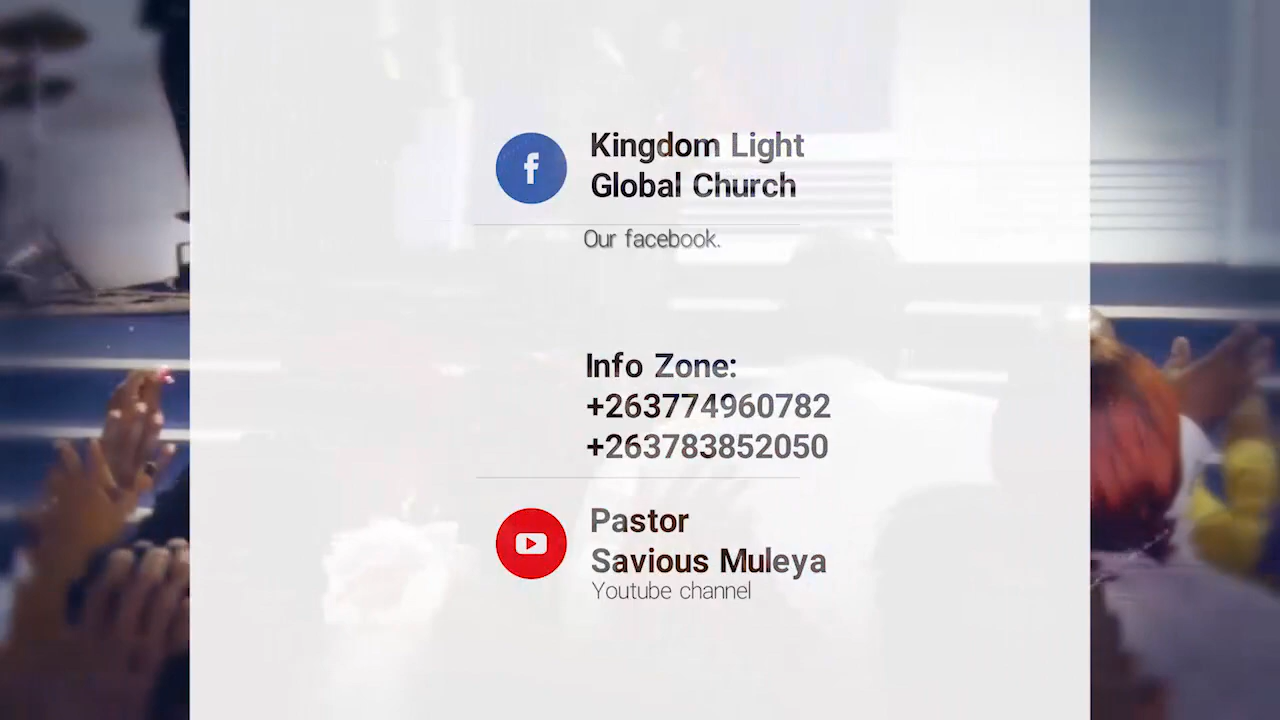 Kingdom Light
Global Church
Our facebook.
Info Zone:
+263774960782
+263783852050
Pastor
Savious Muleya
Youtube channel